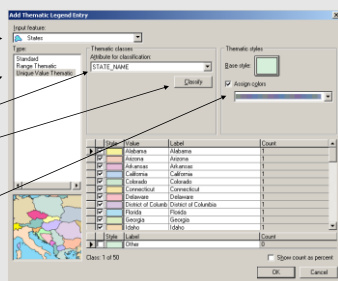 Add Thematic Legend Entry
Input feature:
States
Type:
Standard
Range Thematic
Unique Value Thematic
Thematic classes
Attribute for classification:
STATE_NAME
Classify
Thematic styles
Base style:
Assign colors
Style Value Label Count
Alabama Alabama 1
Arizona Arizona 1
Arkansas Arkansas 1
California California 1
Colorado Colorado 1
Connecticut Connecticut 1
Delaware Delaware 1
District of Columb District of Columbia 1
Florida Florida 1
Georgia Georgia 1
Idaho Idaho 1
Style Label Count
Other 0
Class: 1 of 50
Show count as percent
OK Cancel